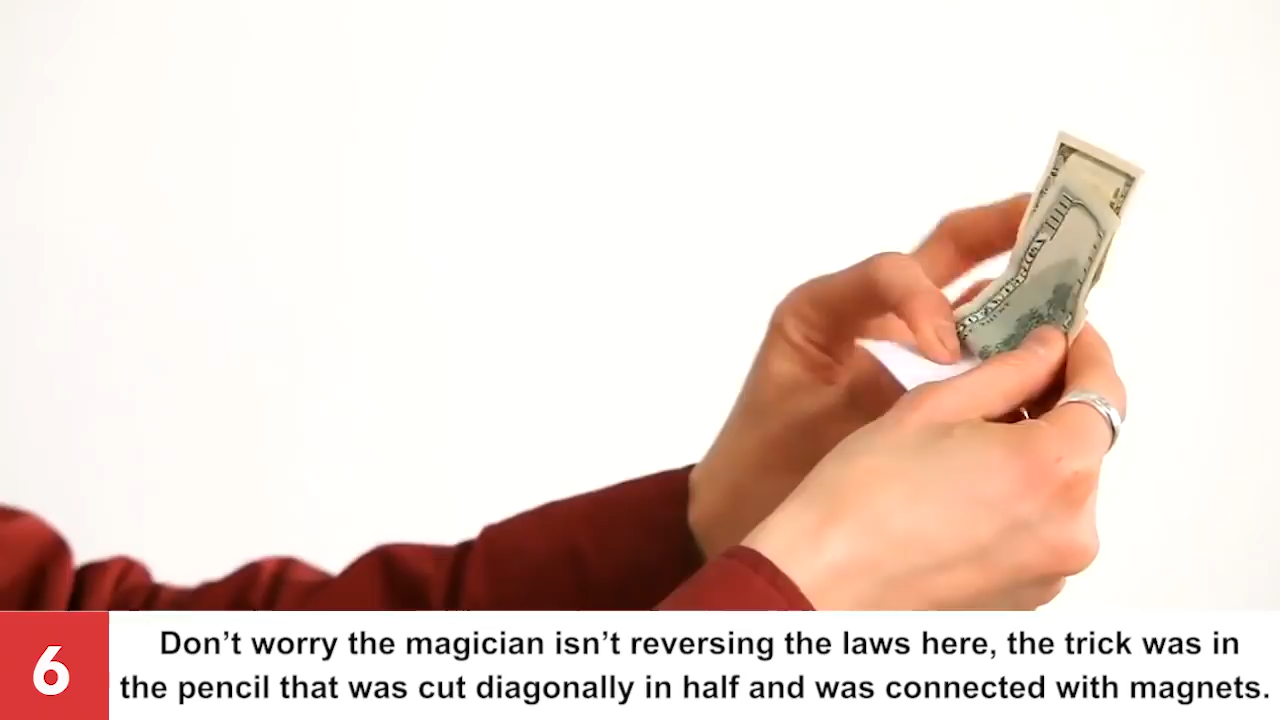 6
Don’t worry the magician isn’t reversing the laws here, the trick was in
the pencil that was cut diagonally in half and was connected with magnets.